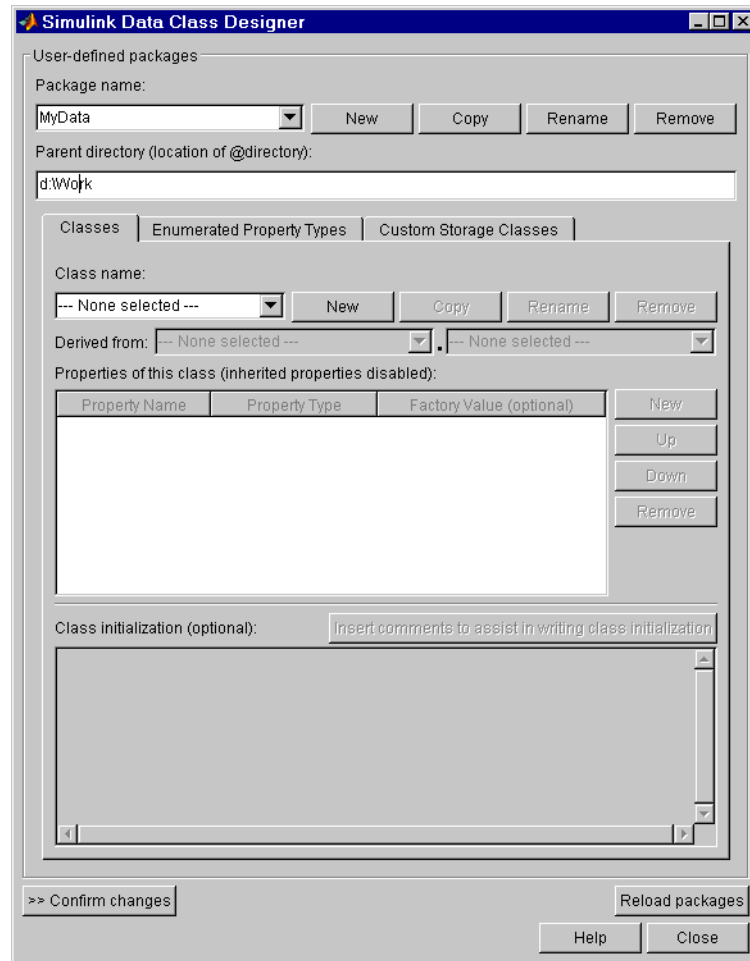 Simulink Data Class Designer
User-defined packages
Package name:
MyData New Copy Rename Remove
Parent directory (location of @directory):
d:\Work
Classes Enumerated Property Types Custom Storage Classes
Class name:
--- None selected --- New Copy Rename Remove
Derived from: --- None selected --- . --- None selected ---
Properties of this class (inherited properties disabled):
Property Name Property Type Factory Value (optional) New
Up
Down
Remove
Class initialization (optional): Insert comments to assist in writing class initialization
>> Confirm changes Reload packages
Help Close